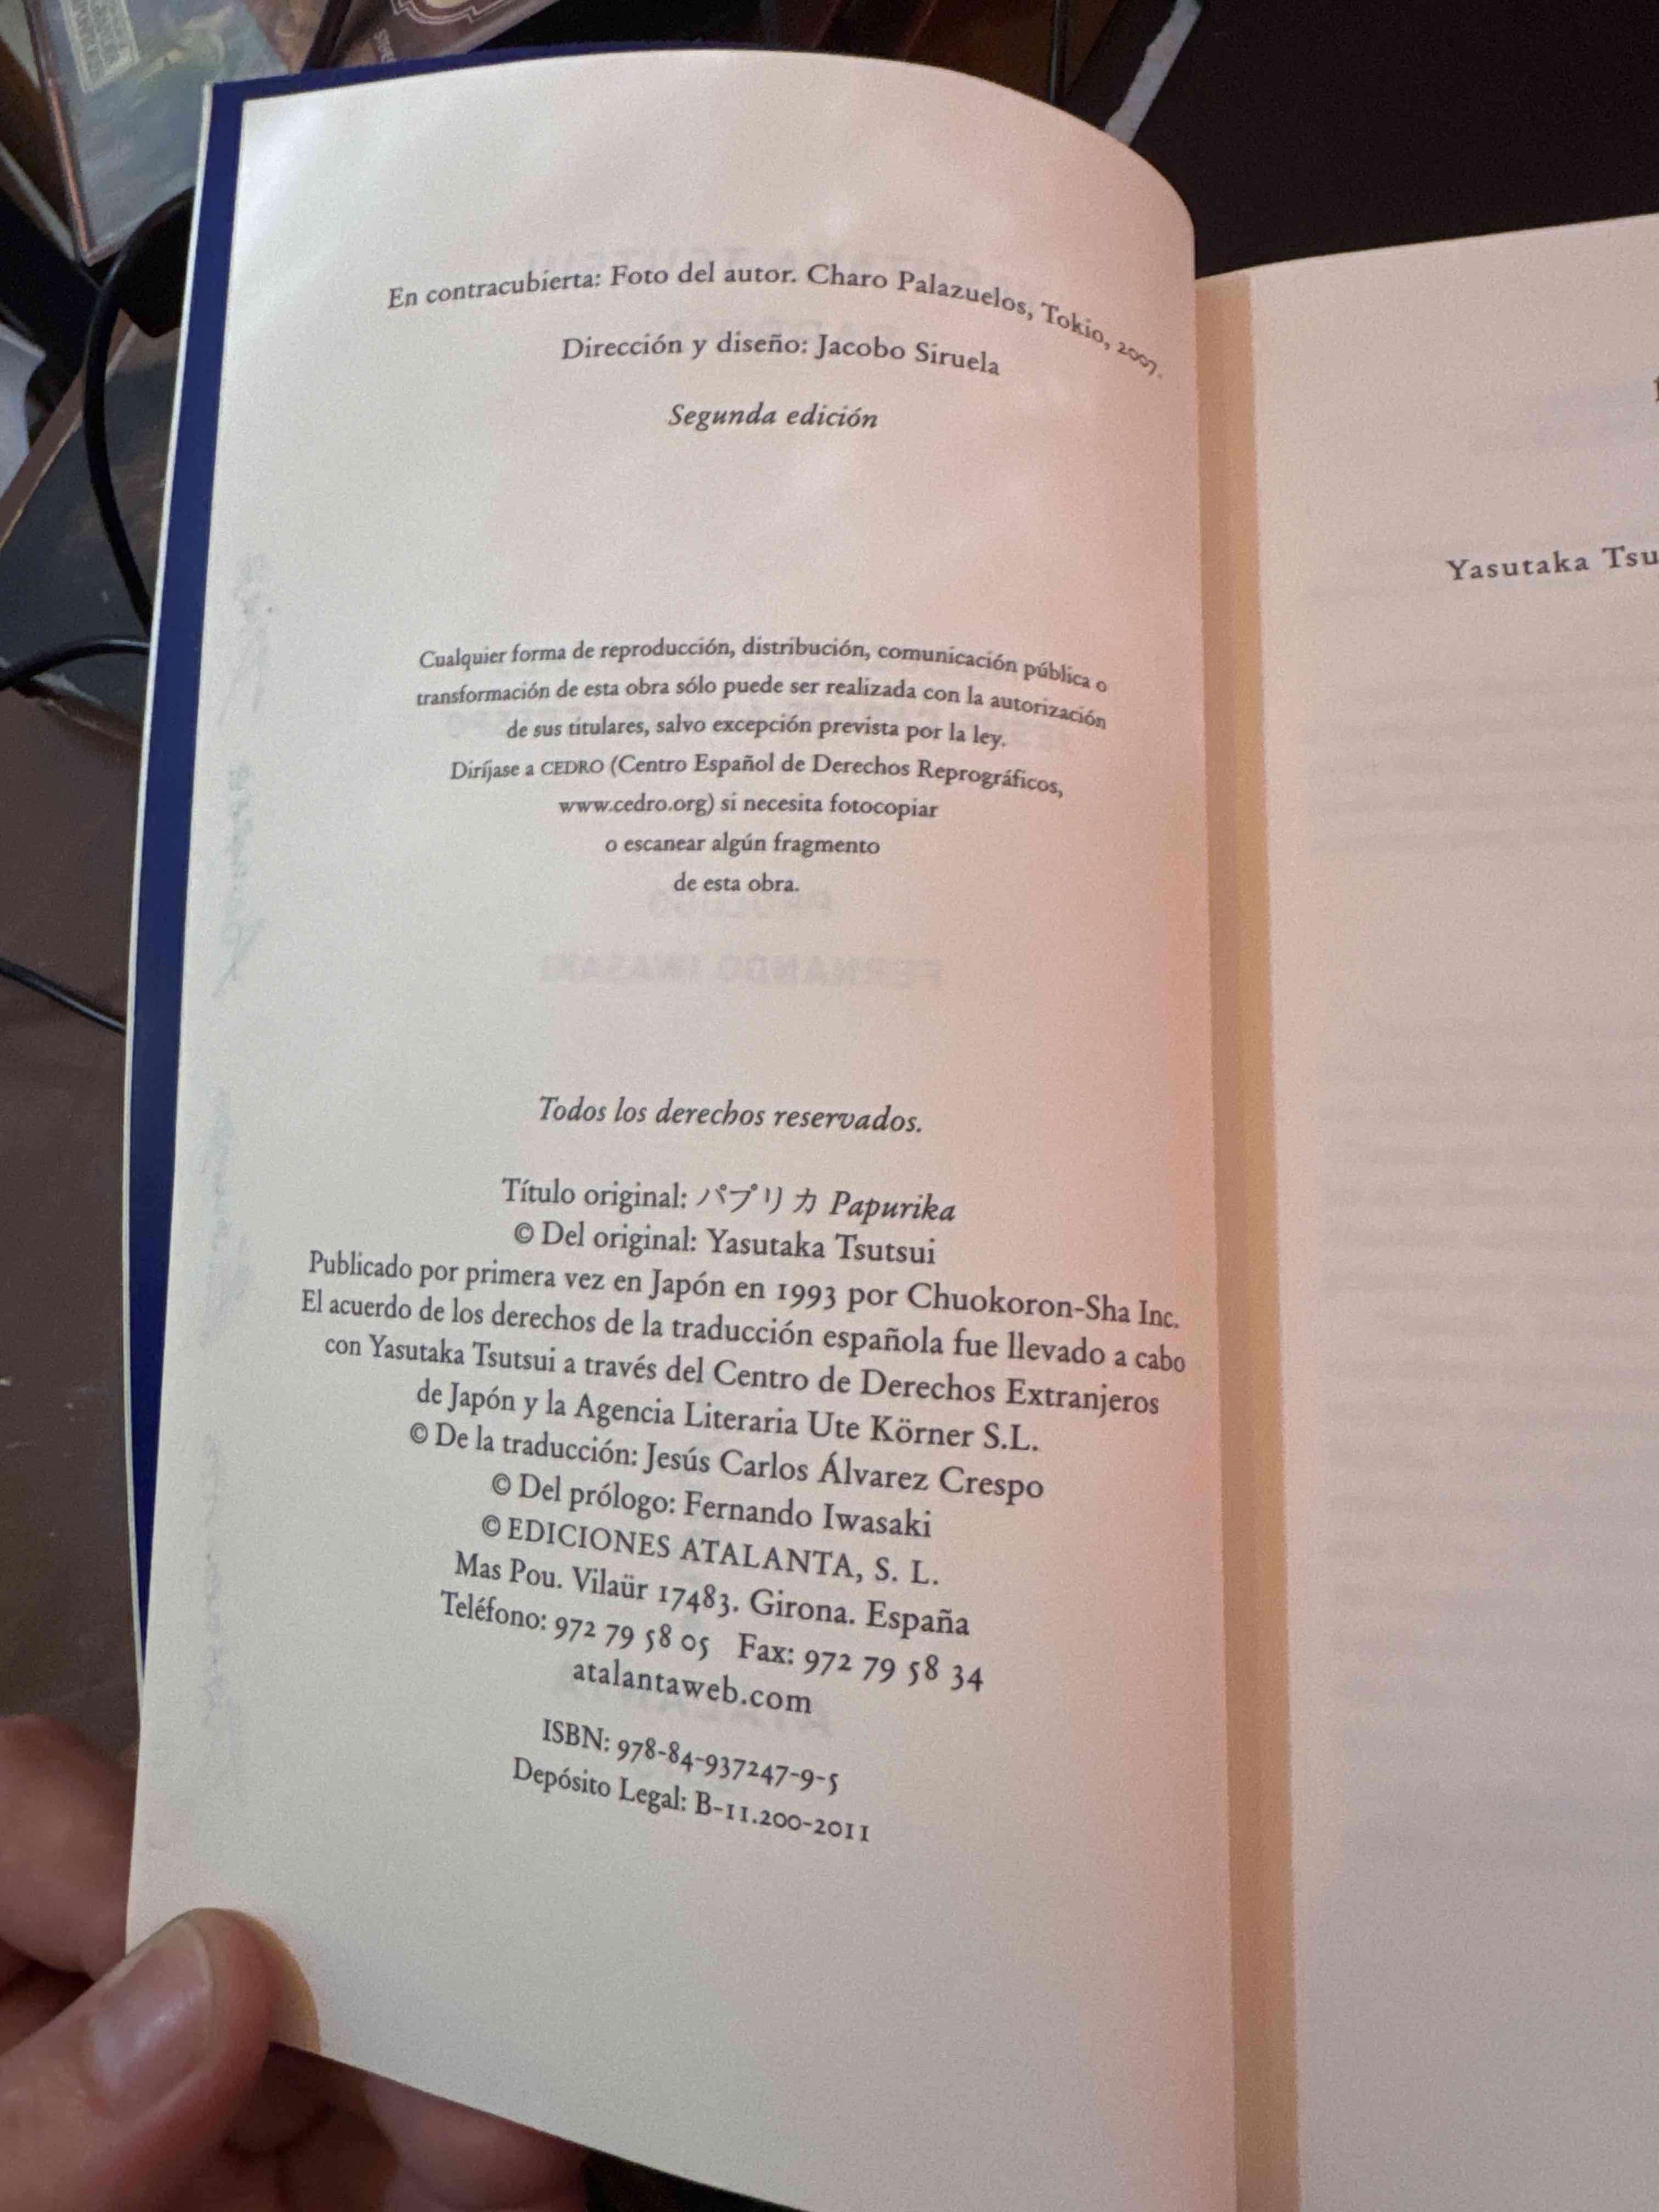 En contracubierta: Foto del autor. Charo Palazuelos, Tokio, 2007.
Dirección y diseño: Jacobo Siruela
Segunda edición
Cualquier forma de reproducción, distribución, comunicación pública o
transformación de esta obra sólo puede ser realizada con la autorización
de sus titulares, salvo excepción prevista por la ley.
Diríjase a CEDRO (Centro Español de Derechos Reprográficos,
www.cedro.org) si necesita fotocopiar
o escanear algún fragmento
de esta obra.
Todos los derechos reservados.
Título original: パプリカ Papurika
© Del original: Yasutaka Tsutsui
Publicado por primera vez en Japón en 1993 por Chuokoron-Sha Inc.
El acuerdo de los derechos de la traducción española fue llevado a cabo
con Yasutaka Tsutsui a través del Centro de Derechos Extranjeros
de Japón y la Agencia Literaria Ute Körner S.L.
© De la traducción: Jesús Carlos Álvarez Crespo
© Del prólogo: Fernando Iwasaki
© EDICIONES ATALANTA, S. L.
Mas Pou. Vilaür 17483. Girona. España
Teléfono: 972 79 58 05 Fax: 972 79 58 34
atalantaweb.com
ISBN: 978-84-937247-9-5
Depósito Legal: B-11.200-2011
Yasutaka Tsu